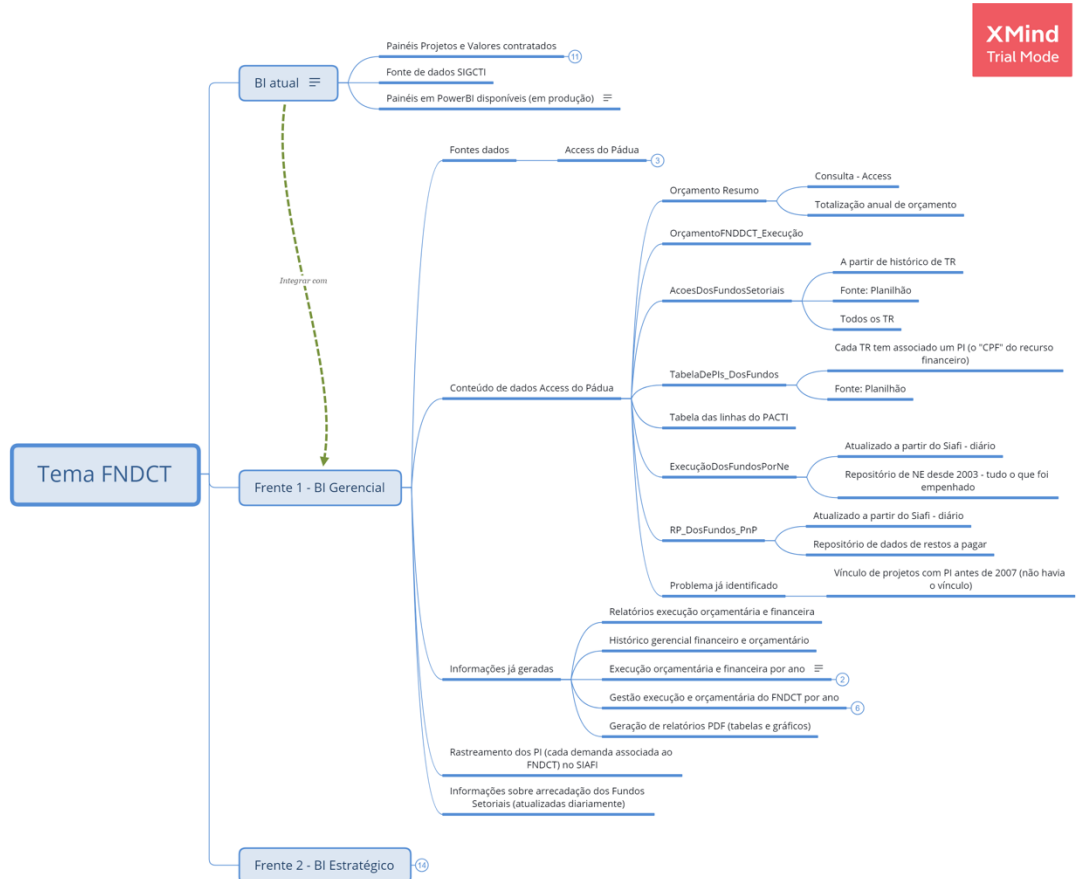 XMind
Trial Mode
Painéis Projetos e Valores contratados
11
BI atual
Fonte de dados SIGCTI
Painéis em PowerBI disponíveis (em produção)
Fontes dados
Access do Pádua
3
Consulta - Access
Orçamento Resumo
Totalização anual de orçamento
OrçamentoFNDDCT_Execução
A partir de histórico de TR
AcoesDosFundosSetoriais
Fonte: Planilhão
Todos os TR
Cada TR tem associado um PI (o "CPF" do recurso
financeiro)
TabelaDePIs_DosFundos
Fonte: Planilhão
Conteúdo de dados Access do Pádua
Tabela das linhas do PACTI
Atualizado a partir do Siafi - diário
ExecuçãoDosFundosPorNe
Repositório de NE desde 2003 - tudo o que foi
empenhado
Atualizado a partir do Siafi - diário
RP_DosFundos_PnP
Repositório de dados de restos a pagar
Problema já identificado
Vínculo de projetos com PI antes de 2007 (não havia
o vínculo)
Integrar com
Tema FNDCT
Frente 1 - BI Gerencial
Relatórios execução orçamentária e financeira
Histórico gerencial financeiro e orçamentário
Informações já geradas
Execução orçamentária e financeira por ano
2
Gestão execução e orçamentária do FNDCT por ano
6
Geração de relatórios PDF (tabelas e gráficos)
Rastreamento dos PI (cada demanda associada ao
FNDCT) no SIAFI
Informações sobre arrecadação dos Fundos
Setoriais (atualizadas diariamente)
Frente 2 - BI Estratégico
14